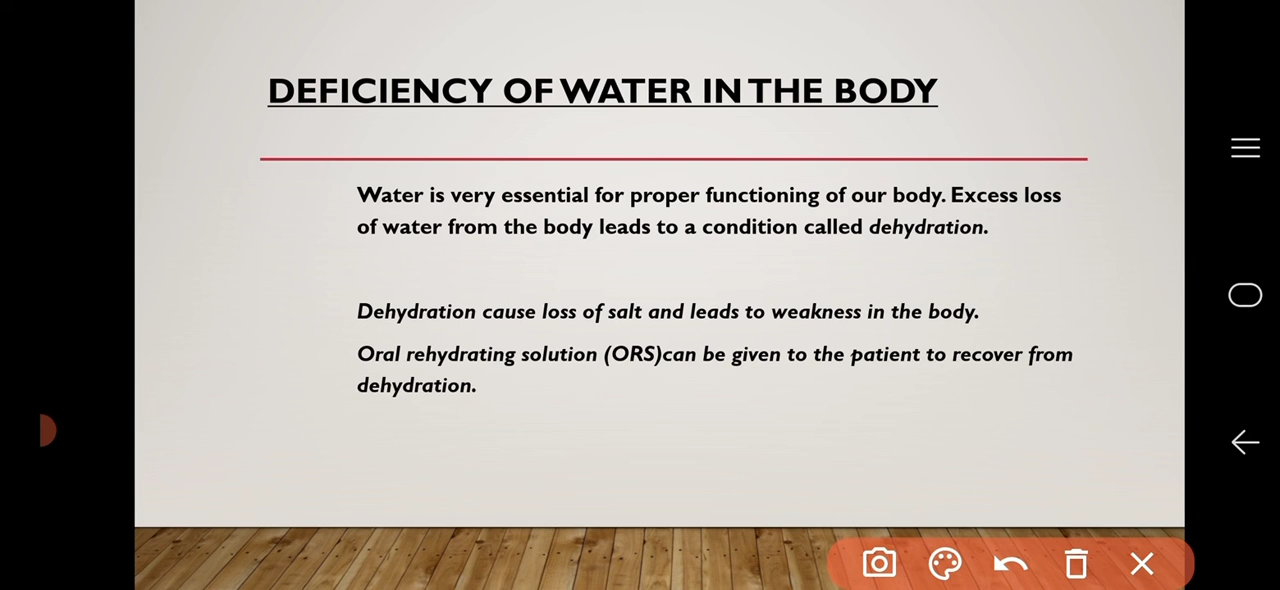 DEFICIENCY OF WATER IN THE BODY
Water is very essential for proper functioning of our body. Excess loss
of water from the body leads to a condition called dehydration.
Dehydration cause loss of salt and leads to weakness in the body.
Oral rehydrating solution (ORS)can be given to the patient to recover from
dehydration.